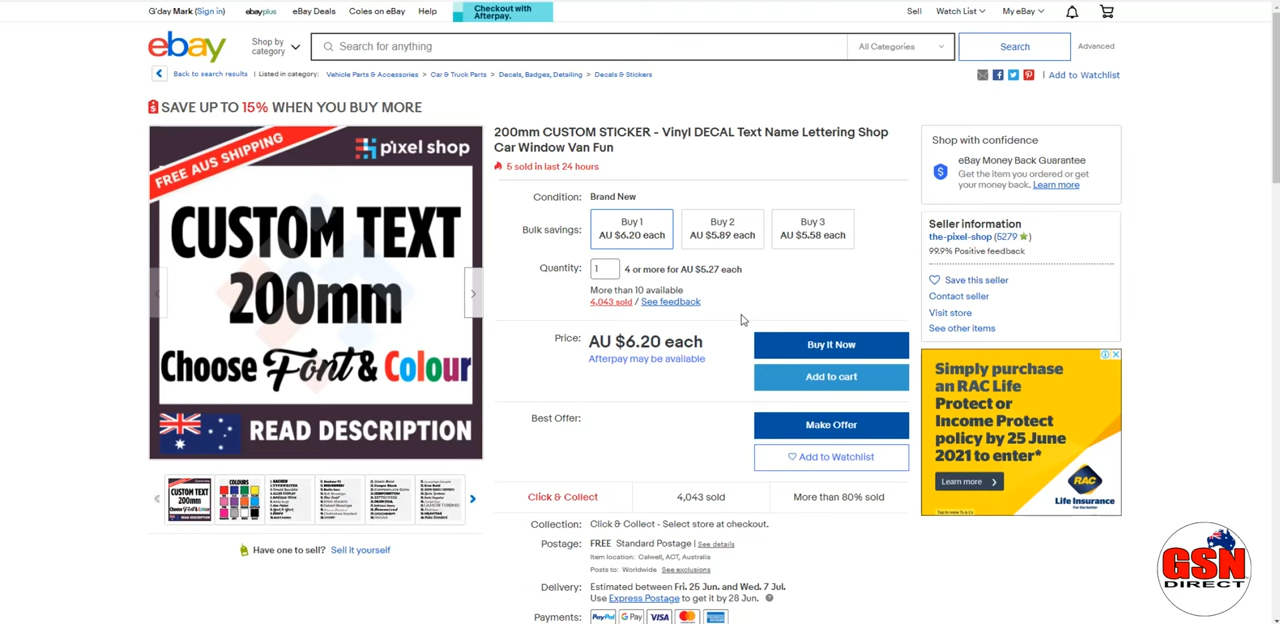 G'day Mark (Sign in)
ebayplus
eBay Deals
Coles on eBay
Help
Checkout with
Afterpay.
Sell
Watch List
My eBay
ebay
Shop by
category
Search for anything
All Categories
Search
Advanced
Back to search results | Listed in category:
Vehicle Parts & Accessories > Car & Truck Parts > Decals, Badges, Detailing > Decals & Stickers
| Add to Watchlist
SAVE UP TO 15% WHEN YOU BUY MORE
FREE AUS SHIPPING
pixel shop
CUSTOM TEXT
200mm
Choose Font & Colour
READ DESCRIPTION
CUSTOM TEXT
200mm
COLOURS
Have one to sell? Sell it yourself
200mm CUSTOM STICKER - Vinyl DECAL Text Name Lettering Shop
Car Window Van Fun
5 sold in last 24 hours
Condition: Brand New
Bulk savings:
Buy 1
AU $6.20 each
Buy 2
AU $5.89 each
Buy 3
AU $5.58 each
Quantity: 1 4 or more for AU $5.27 each
More than 10 available
4,043 sold / See feedback
Price: AU $6.20 each
Afterpay may be available
Buy It Now
Add to cart
Best Offer:
Make Offer
Add to Watchlist
Click & Collect
4,043 sold
More than 80% sold
Collection: Click & Collect - Select store at checkout.
Postage: FREE Standard Postage | See details
Item location: Calwell, ACT, Australia
Posts to: Worldwide See exclusions
Delivery: Estimated between Fri. 25 Jun. and Wed. 7 Jul.
Use Express Postage to get it by 28 Jun.
Payments: PayPal G Pay VISA
Shop with confidence
eBay Money Back Guarantee
Get the item you ordered or get
your money back. Learn more
Seller information
the-pixel-shop (5279)
99.9% Positive feedback
Save this seller
Contact seller
Visit store
See other items
Simply purchase
an RAC Life
Protect or
Income Protect
policy by 25 June
2021 to enter*
Learn more
RAC
Life Insurance
For the better
GSN
DIRECT